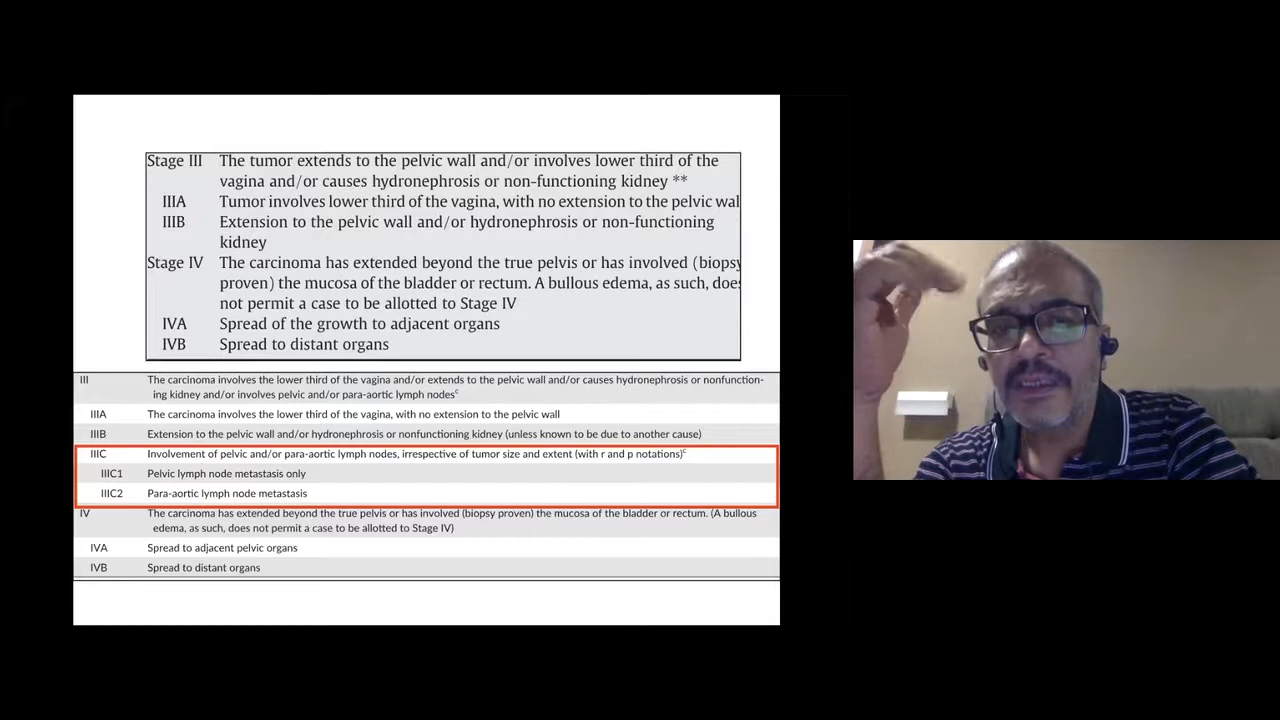 Stage III The tumor extends to the pelvic wall and/or involves lower third of the
vagina and/or causes hydronephrosis or non-functioning kidney **
IIIA Tumor involves lower third of the vagina, with no extension to the pelvic wal
IIIB Extension to the pelvic wall and/or hydronephrosis or non-functioning
kidney
Stage IV The carcinoma has extended beyond the true pelvis or has involved (biopsy
proven) the mucosa of the bladder or rectum. A bullous edema, as such, does
not permit a case to be allotted to Stage IV
IVA Spread of the growth to adjacent organs
IVB Spread to distant organs
III The carcinoma involves the lower third of the vagina and/or extends to the pelvic wall and/or causes hydronephrosis or nonfunction-
ing kidney and/or involves pelvic and/or para-aortic lymph nodesc
IIIA The carcinoma involves the lower third of the vagina, with no extension to the pelvic wall
IIIB Extension to the pelvic wall and/or hydronephrosis or nonfunctioning kidney (unless known to be due to another cause)
IIIC Involvement of pelvic and/or para-aortic lymph nodes, irrespective of tumor size and extent (with r and p notations)c
IIIC1 Pelvic lymph node metastasis only
IIIC2 Para-aortic lymph node metastasis
IV The carcinoma has extended beyond the true pelvis or has involved (biopsy proven) the mucosa of the bladder or rectum. (A bullous
edema, as such, does not permit a case to be allotted to Stage IV)
IVA Spread to adjacent pelvic organs
IVB Spread to distant organs